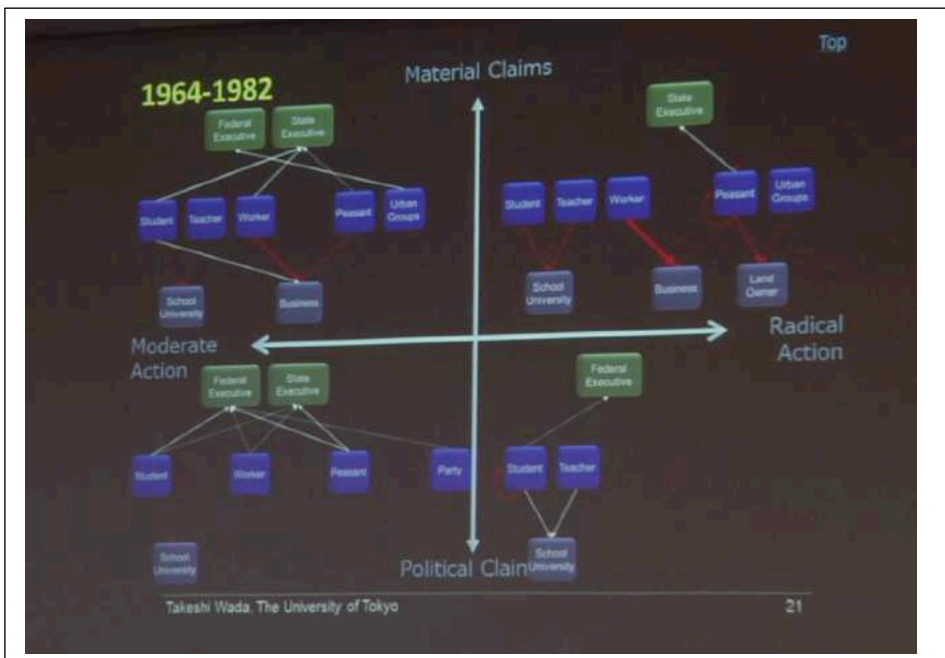 Top
Material Claims
1964-1982
Federal
Executive
State
Executive
Student
Teacher
Worker
Peasant
Urban
Groups
School
University
Business
State
Executive
Student
Teacher
Worker
Peasant
Urban
Groups
School
University
Business
Land
Owner
Moderate
Action
Radical
Action
Federal
Executive
State
Executive
Student
Worker
Peasant
Party
School
University
Federal
Executive
Student
Teacher
School
University
Political Claim
Takeshi Wada. The University of Tokyo
21